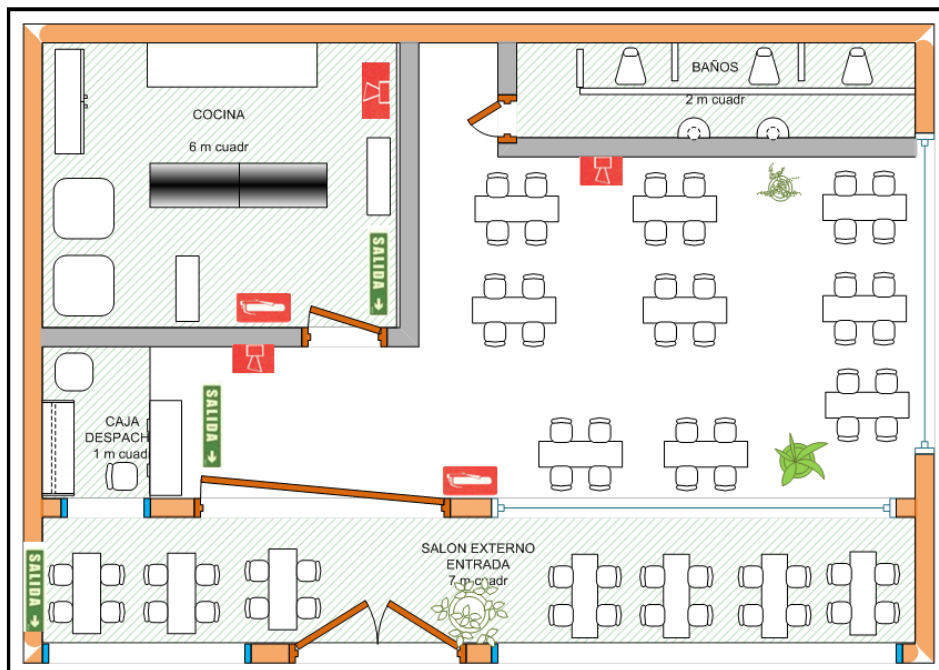 COCINA
6 m cuadr
BAÑOS
2 m cuadr
SALIDA
SALIDA
CAJA
DESPACH
1 m cuad
SALON EXTERNO
ENTRADA
7 m cuadr
SALIDA